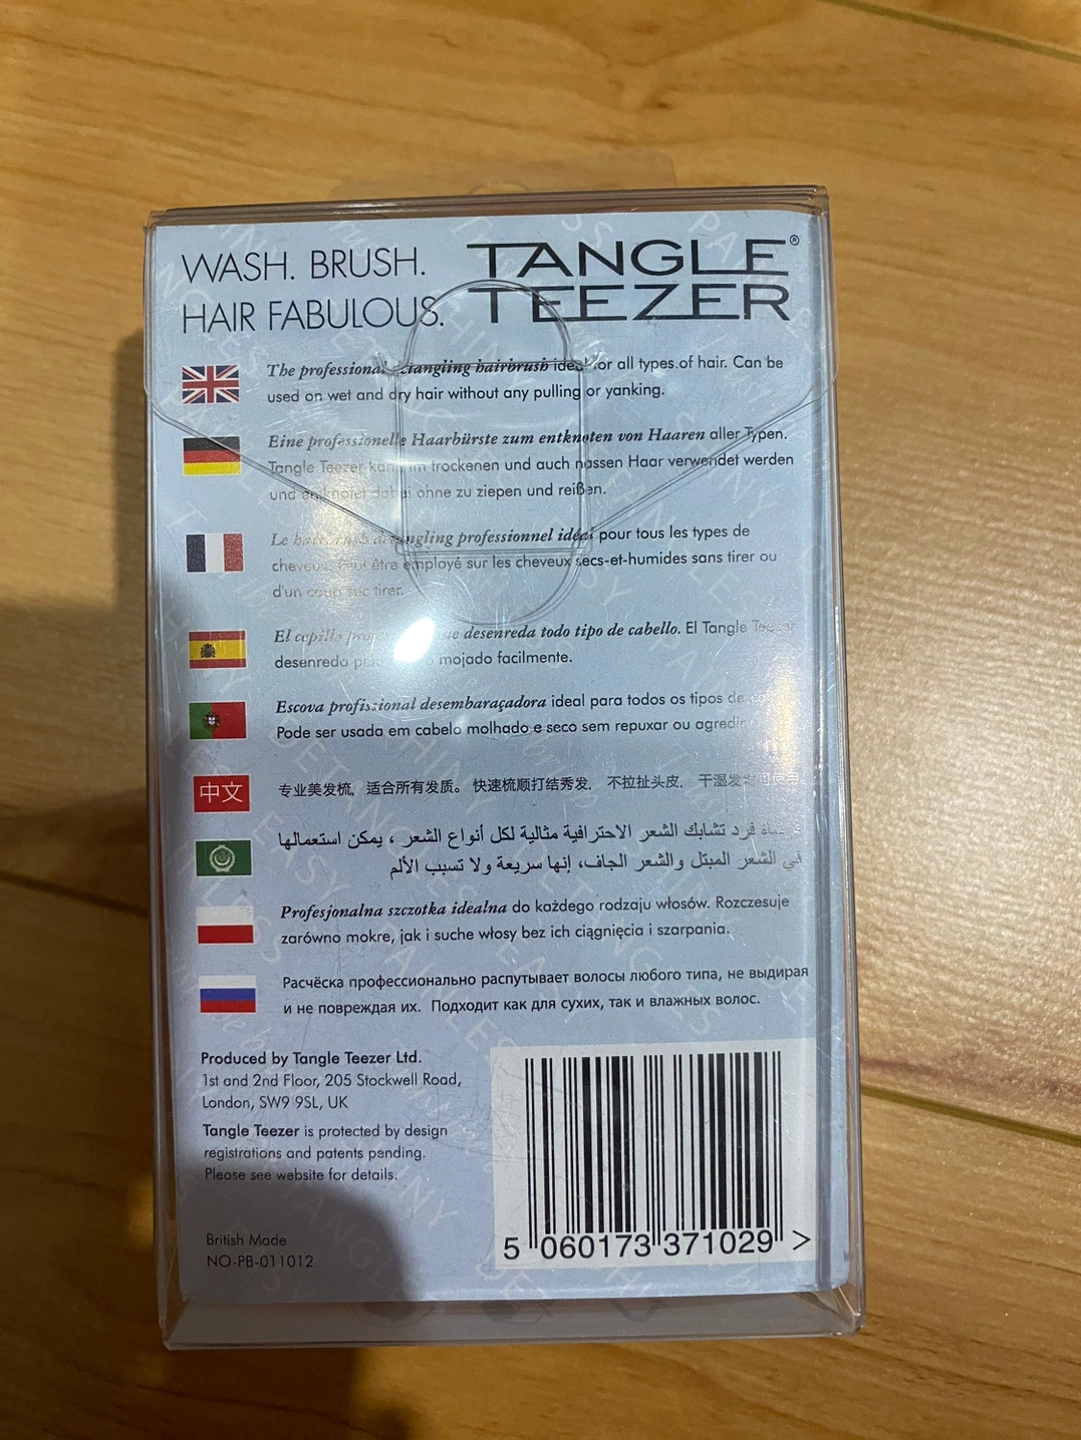 WASH. BRUSH.
HAIR FABULOUS.
TANGLE®
TEEZER
The professional detangling hairbrush ideal for all types of hair. Can be
used on wet and dry hair without any pulling or yanking.
Eine professionelle Haarbürste zum entknoten von Haaren aller Typen.
Tangle Teezer kann im trockenen und auch nassen Haar verwendet werden
und entknotet dabei ohne zu ziepen und reißen.
Le hair brush detangling professionnel idéal pour tous les types de
cheveux. Peut être employé sur les cheveux secs-et-humides sans tirer ou
d'un coup sec tirer.
El cepillo desenreda todo tipo de cabello. El Tangle Teezer
desenreda mojado facilmente.
Escova profissional desembaraçadora ideal para todos os tipos de
Pode ser usada em cabelo molhado e seco sem repuxar ou agredir
中文
专业美发梳, 适合所有发质。 快速梳顺打结秀发, 不拉扯头皮, 干湿发均可使用
فرشاة فرد تشابك الشعر الاحترافية مثالية لكل أنواع الشعر ، يمكن استعمالها
في الشعر المبتل والشعر الجاف، إنها سريعة ولا تسبب الألم
Profesjonalna szczotka idealna do każdego rodzaju włosów. Rozczesuje
zarówno mokre, jak i suche włosy bez ich ciągnięcia i szarpania.
Расчёска профессионально распутывает волосы любого типа, не выдирая
и не повреждая их. Подходит как для сухих, так и влажных волос.
Produced by Tangle Teezer Ltd.
1st and 2nd Floor, 205 Stockwell Road,
London, SW9 9SL, UK
Tangle Teezer is protected by design
registrations and patents pending.
Please see website for details.
British Made
NO-PB-011012
5 060173 371029 >